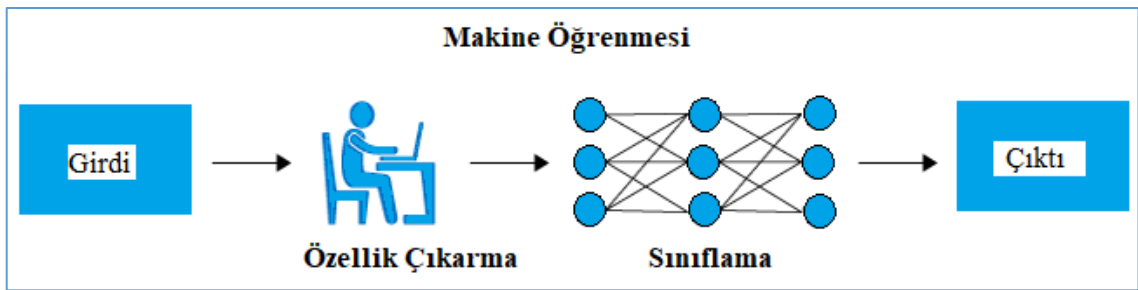 Makine Öğrenmesi
Girdi
Çıktı
Özellik Çıkarma
Sınıflama